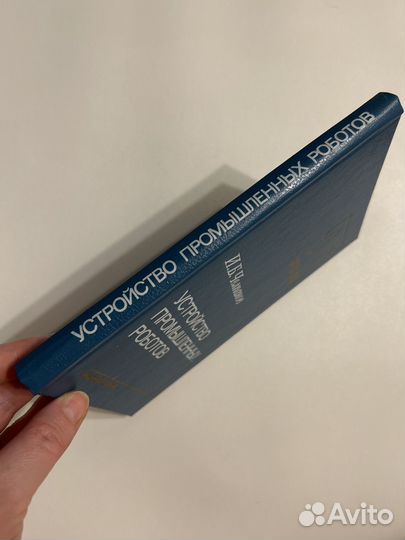 УСТРОЙСТВО ПРОМЫШЛЕННЫХ РОБОТОВ
УСТРОЙСТВО
ПРОМЫШЛЕННЫХ
РОБОТОВ
Avito